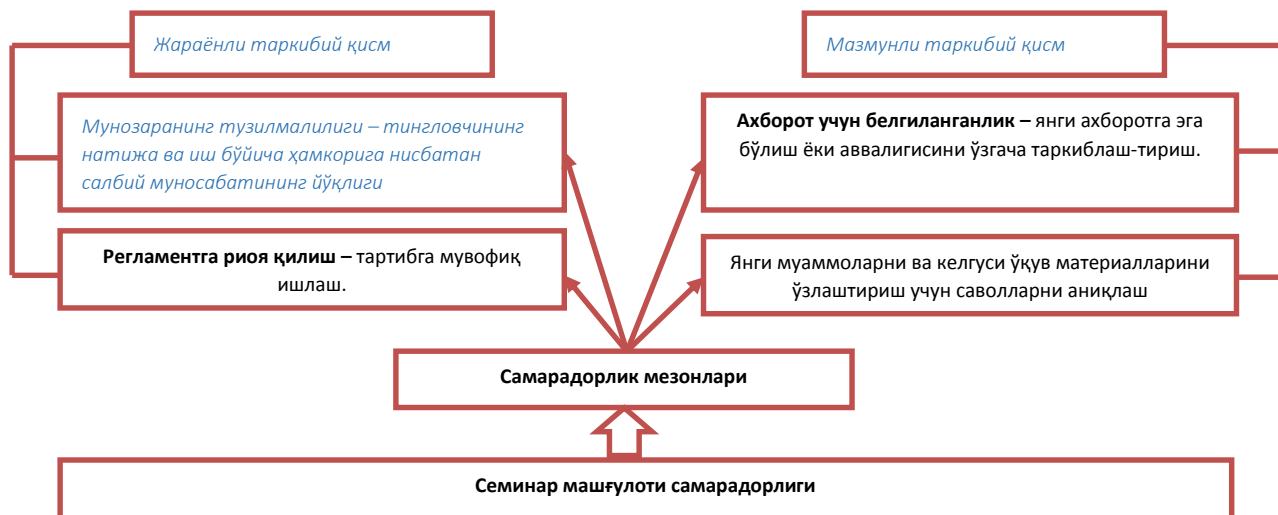 Жараёнли таркибий қисм
Мазмунли таркибий қисм
Мунозаранинг тузилмалилиги – тингловчининг
натижа ва иш бўйича ҳамкорига нисбатан
салбий муносабатининг йўқлиги
Ахборот учун белгиланганлик – янги ахборотга эга
бўлиш ёки аввалигисини ўзгача таркиблаш-тириш.
Регламентга риоя қилиш – тартибга мувофиқ
ишлаш.
Янги муаммоларни ва келгуси ўқув материалларини
ўзлаштириш учун саволларни аниқлаш
Самарадорлик мезонлари
Семинар машғулоти самарадорлиги